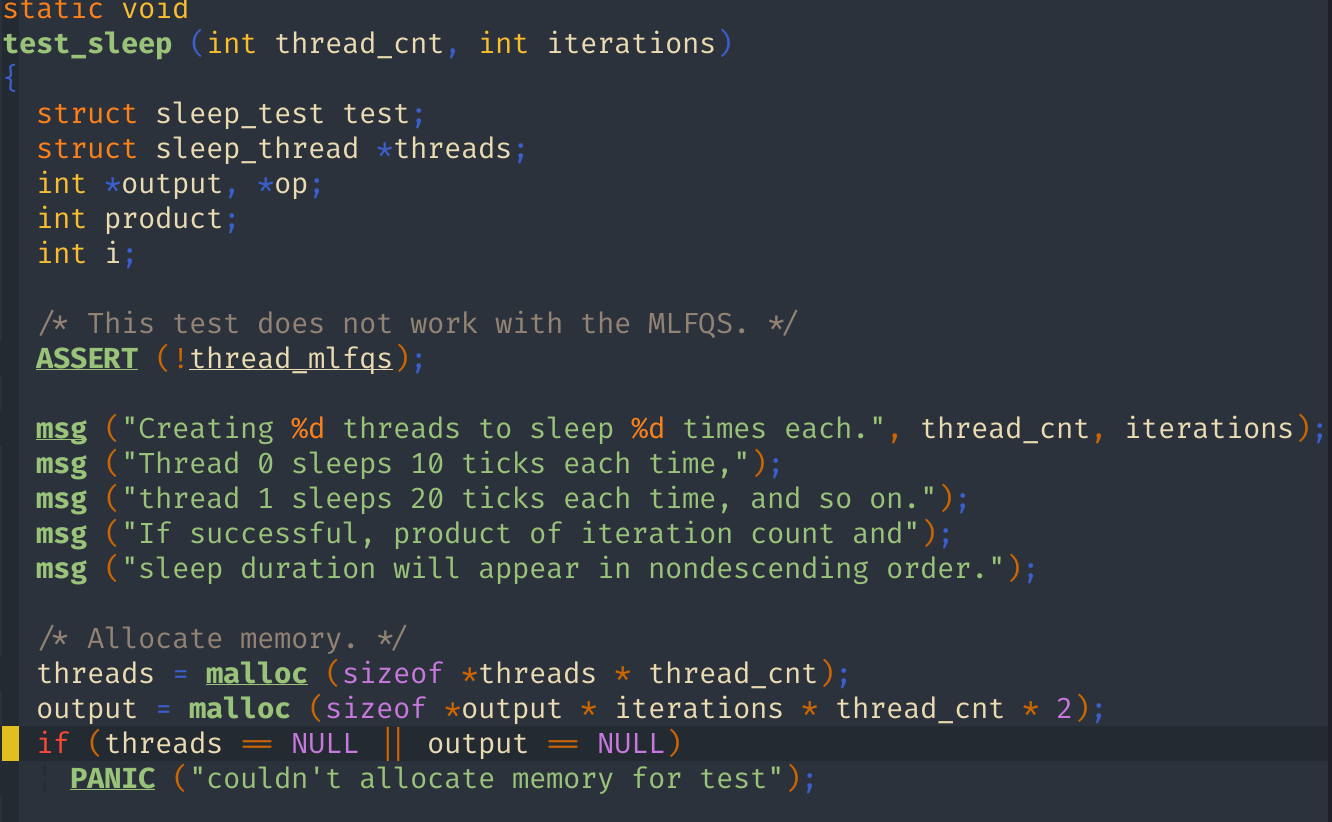 static void
test_sleep (int thread_cnt, int iterations)
{
  struct sleep_test test;
  struct sleep_thread *threads;
  int *output, *op;
  int product;
  int i;

  /* This test does not work with the MLFQS. */
  ASSERT (!thread_mlfqs);

  msg ("Creating %d threads to sleep %d times each.", thread_cnt, iterations);
  msg ("Thread 0 sleeps 10 ticks each time,");
  msg ("thread 1 sleeps 20 ticks each time, and so on.");
  msg ("If successful, product of iteration count and");
  msg ("sleep duration will appear in nondescending order.");

  /* Allocate memory. */
  threads = malloc (sizeof *threads * thread_cnt);
  output = malloc (sizeof *output * iterations * thread_cnt * 2);
  if (threads == NULL || output == NULL)
    PANIC ("couldn't allocate memory for test");